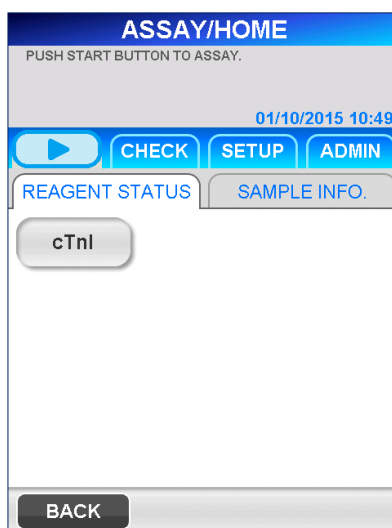 ASSAY/HOME
PUSH START BUTTON TO ASSAY.
01/10/2015 10:49
CHECK SETUP ADMIN
REAGENT STATUS SAMPLE INFO.
cTnI
BACK